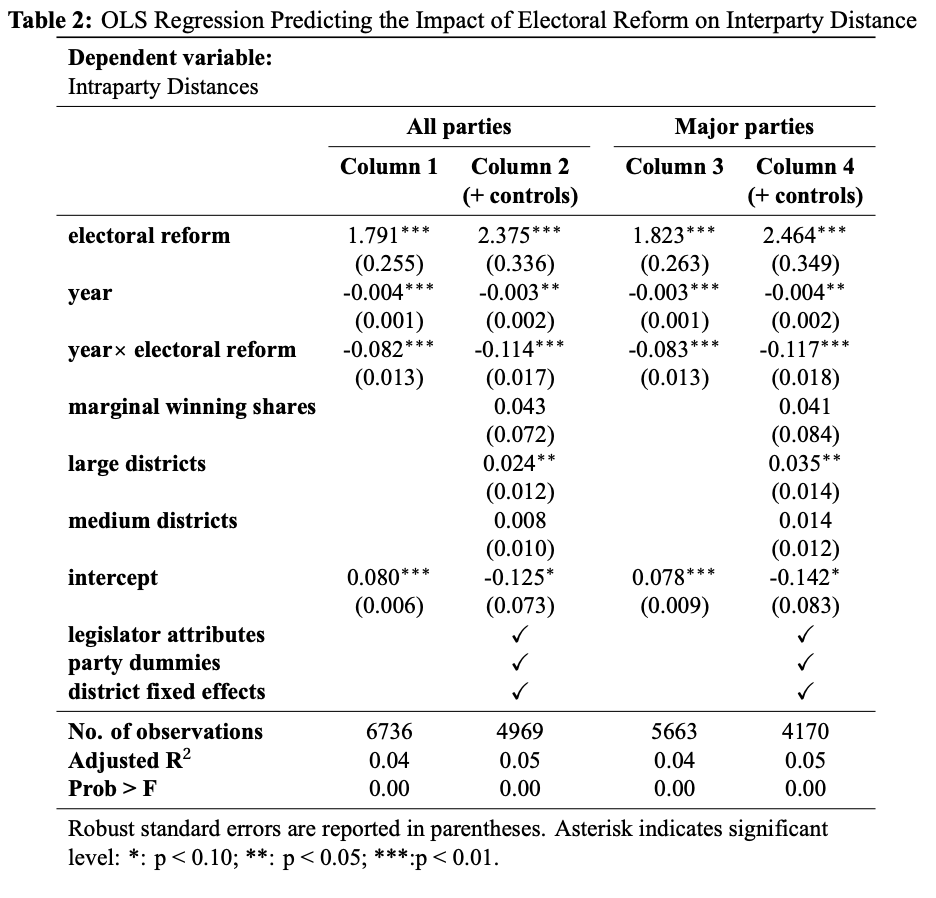 Table 2: OLS Regression Predicting the Impact of Electoral Reform on Interparty Distance
Dependent variable:
Intraparty Distances
All parties Major parties
Column 1 Column 2 Column 3 Column 4
(+ controls) (+ controls)
electoral reform 1.791*** 2.375*** 1.823*** 2.464***
(0.255) (0.336) (0.263) (0.349)
year -0.004*** -0.003** -0.003*** -0.004**
(0.001) (0.002) (0.001) (0.002)
year× electoral reform -0.082*** -0.114*** -0.083*** -0.117***
(0.013) (0.017) (0.013) (0.018)
marginal winning shares 0.043 0.041
(0.072) (0.084)
large districts 0.024** 0.035**
(0.012) (0.014)
medium districts 0.008 0.014
(0.010) (0.012)
intercept 0.080*** -0.125* 0.078*** -0.142*
(0.006) (0.073) (0.009) (0.083)
legislator attributes ✓ ✓
party dummies ✓ ✓
district fixed effects ✓ ✓
No. of observations 6736 4969 5663 4170
Adjusted R² 0.04 0.05 0.04 0.05
Prob > F 0.00 0.00 0.00 0.00
Robust standard errors are reported in parentheses. Asterisk indicates significant
level: *: p < 0.10; **: p < 0.05; ***:p < 0.01.